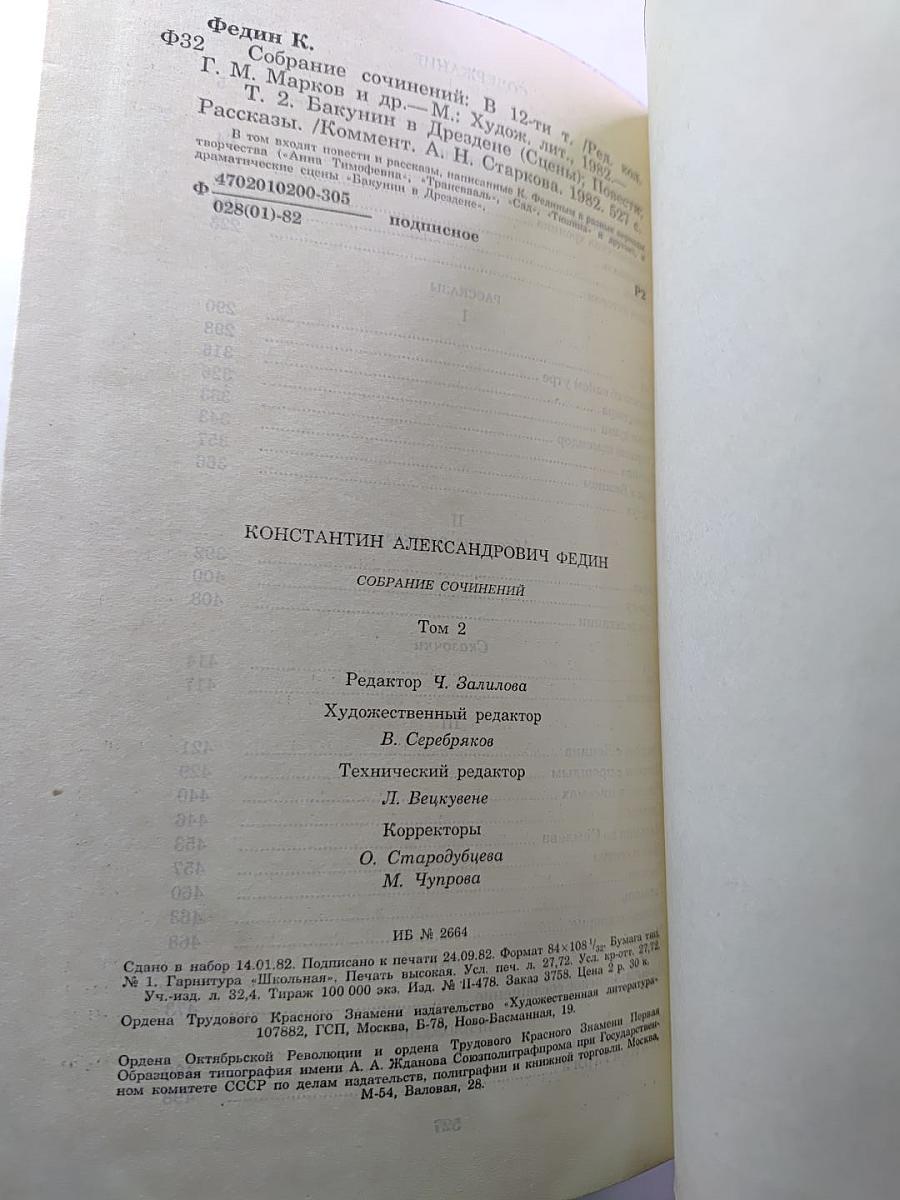 Федин К.
Ф32 Собрание сочинений: В 12-ти т. /Ред. кол.
Г. М. Марков и др.— М.: Худож. лит., 1982.—
Т. 2. Бакунин в Дрездене (Сцены); Повести;
Рассказы. /Коммент. А. Н. Старкова. 1982. 527 с.
В том входят повести и рассказы, написанные К. Фединым в разные периоды
творчества («Анна Тимофевна», «Трансвааль», «Сад», «Тишина» и другие), и
драматические сцены «Бакунин в Дрездене».
Ф 4702010200-305
028(01)-82 подписное
Р2
КОНСТАНТИН АЛЕКСАНДРОВИЧ ФЕДИН
СОБРАНИЕ СОЧИНЕНИЙ
Том 2
Редактор Ч. Залилова
Художественный редактор
В. Серебряков
Технический редактор
Л. Вецкувене
Корректоры
О. Стародубцева
М. Чупрова
ИБ № 2664
Сдано в набор 14.01.82. Подписано к печати 24.09.82. Формат 84×108 1/32. Бумага тип.
№ 1. Гарнитура «Школьная». Печать высокая. Усл. печ. л. 27,72. Усл. кр-отт. 27,72.
Уч.-изд. л. 32,4. Тираж 100 000 экз. Изд. № II-478. Заказ 3758. Цена 2 р. 30 к.
Ордена Трудового Красного Знамени издательство «Художественная литература»
107882, ГСП, Москва, Б-78, Ново-Басманная, 19.
Ордена Октябрьской Революции и ордена Трудового Красного Знамени Первая
Образцовая типография имени А. А. Жданова Союзполиграфпрома при Государствен-
ном комитете СССР по делам издательств, полиграфии и книжной торговли. Москва,
М-54, Валовая, 28.